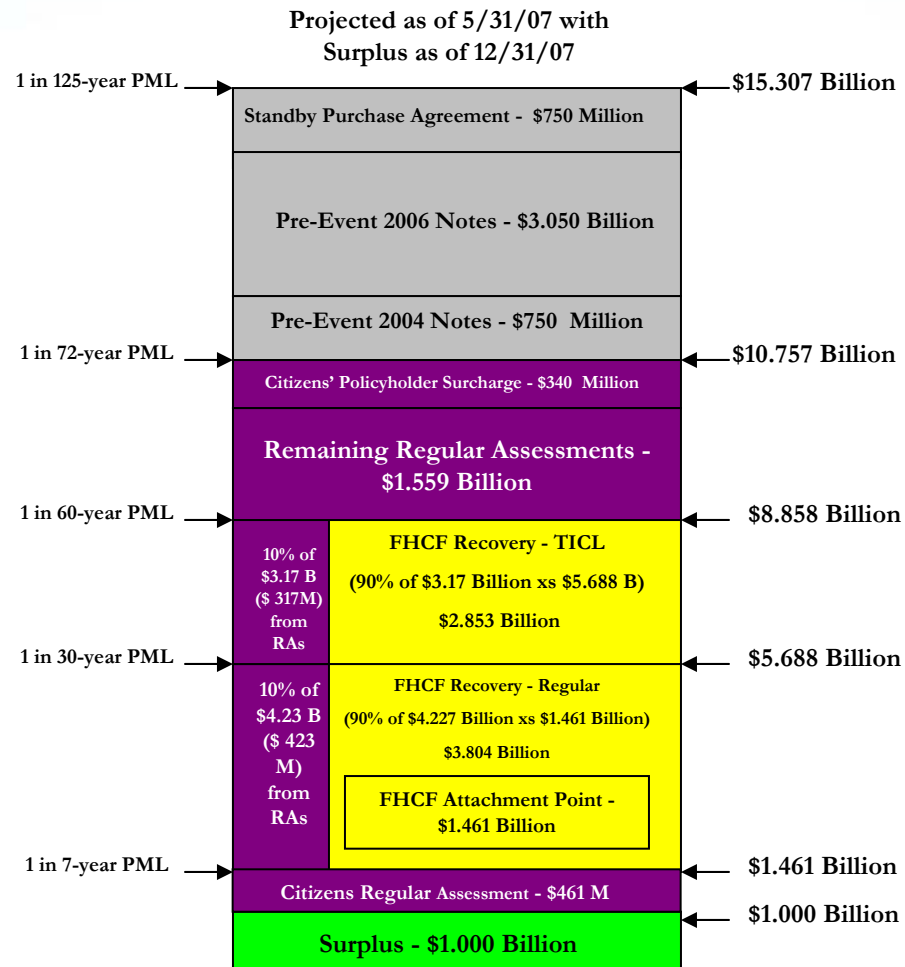 Projected as of 5/31/07 with
Surplus as of 12/31/07
1 in 125-year PML
$15.307 Billion
Standby Purchase Agreement - $750 Million
Pre-Event 2006 Notes - $3.050 Billion
Pre-Event 2004 Notes - $750 Million
1 in 72-year PML
$10.757 Billion
Citizens' Policyholder Surcharge - $340 Million
Remaining Regular Assessments -
$1.559 Billion
1 in 60-year PML
$8.858 Billion
10% of
$3.17 B
($ 317M)
from
RAs
FHCF Recovery - TICL
(90% of $3.17 Billion xs $5.688 B)
$2.853 Billion
1 in 30-year PML
$5.688 Billion
10% of
$4.23 B
($ 423
M)
from
RAs
FHCF Recovery - Regular
(90% of $4.227 Billion xs $1.461 Billion)
$3.804 Billion
FHCF Attachment Point -
$1.461 Billion
1 in 7-year PML
$1.461 Billion
Citizens Regular Assessment - $461 M
$1.000 Billion
Surplus - $1.000 Billion